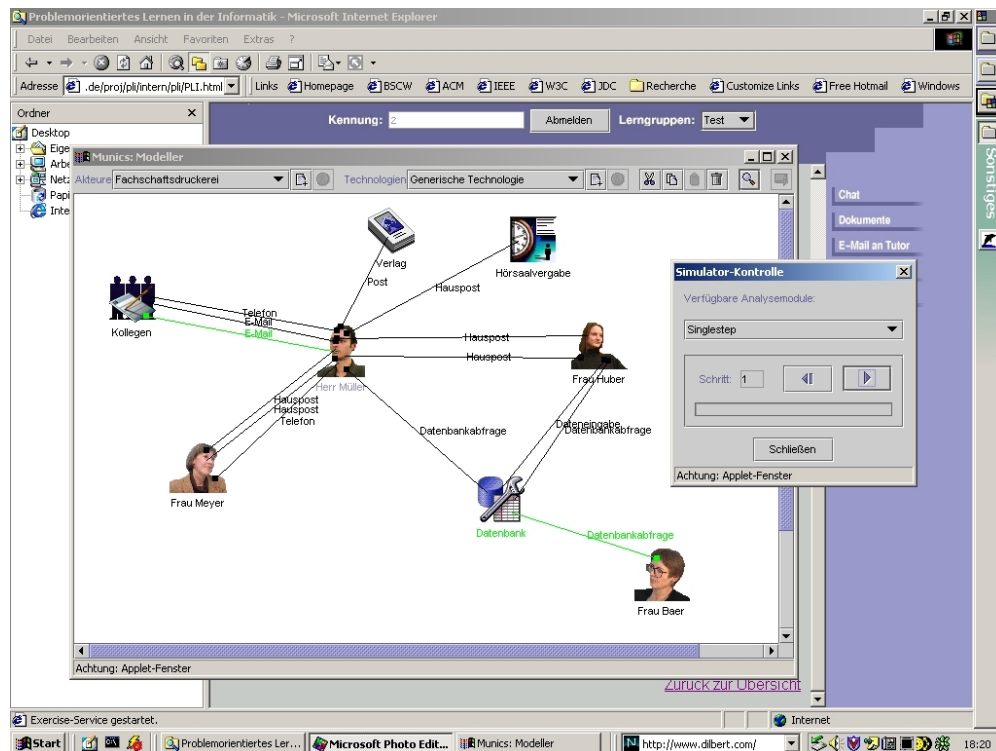 Problemorientiertes Lernen in der Informatik - Microsoft Internet Explorer
Datei Bearbeiten Ansicht Favoriten Extras ?
Adresse .de/proj/pli/intern/pli/PLI.html Links Homepage BSCW ACM IEEE W3C JDC Recherche Customize Links Free Hotmail Windows
Ordner
Kennung: 2 Abmelden Lerngruppen: Test
Desktop
Eige
Arbe
Netz
Papi
Inte
Munics: Modeller
Akteure Fachschaftsdruckerei Technologien Generische Technologie
Verlag
Post
Hörsaalvergabe
Hauspost
Kollegen
Telefon
E-Mail
E-Mail
Hauspost
Hauspost
Frau Huber
Herr Müller
Hauspost
Hauspost
Telefon
Datenbankabfrage
Dateneingabe
Datenbankabfrage
Frau Meyer
Datenbank
Datenbankabfrage
Frau Baer
Achtung: Applet-Fenster
Chat
Dokumente
E-Mail an Tutor
Simulator-Kontrolle
Verfügbare Analysemodule:
Singlestep
Schritt: 1
Schließen
Achtung: Applet-Fenster
Sonstiges
Zurück zur Übersicht
Exercise-Service gestartet. Internet
Start Problemorientiertes Ler... Microsoft Photo Edit... Munics: Modeller http://www.dilbert.com/ 18:20